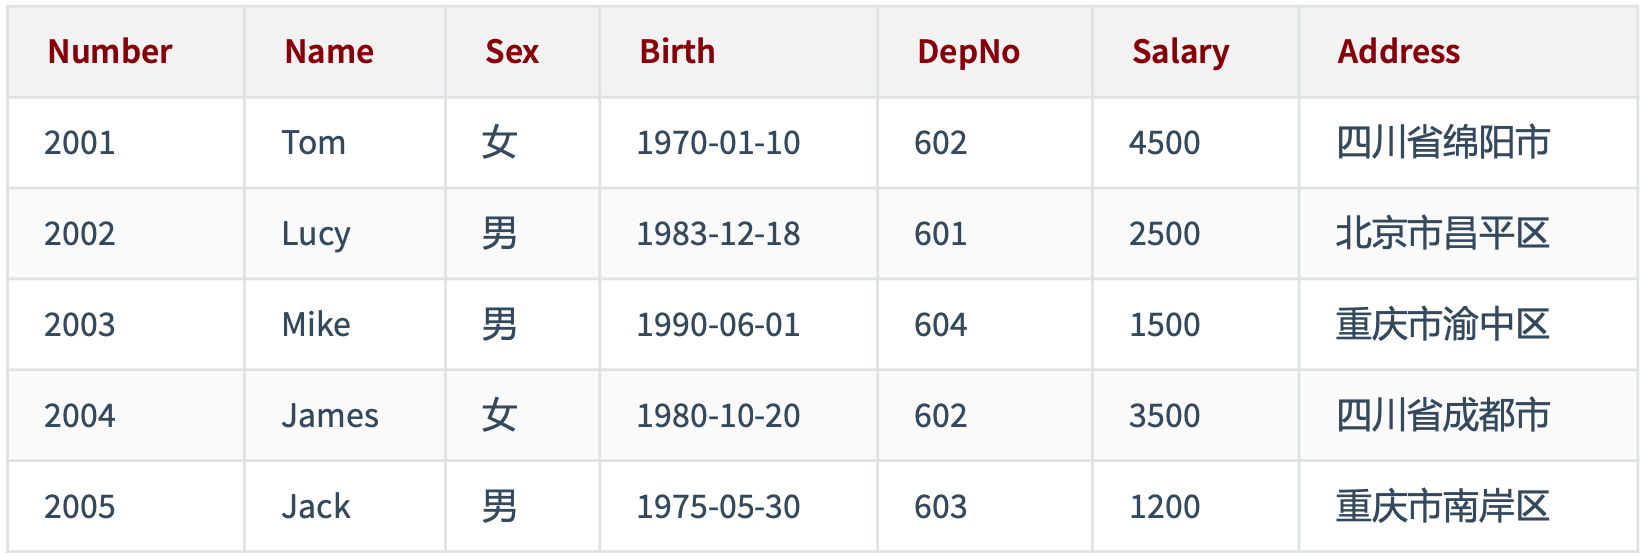 Number Name Sex Birth DepNo Salary Address
2001 Tom 女 1970-01-10 602 4500 四川省绵阳市
2002 Lucy 男 1983-12-18 601 2500 北京市昌平区
2003 Mike 男 1990-06-01 604 1500 重庆市渝中区
2004 James 女 1980-10-20 602 3500 四川省成都市
2005 Jack 男 1975-05-30 603 1200 重庆市南岸区